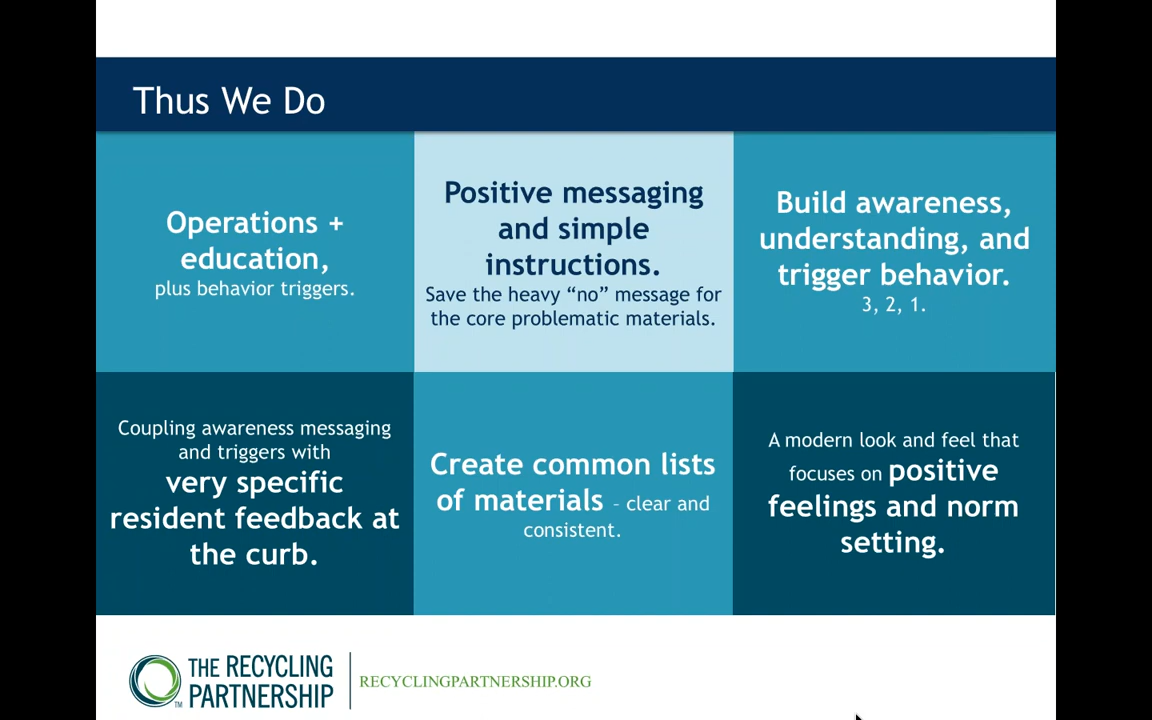 Thus We Do
Operations +
education,
plus behavior triggers.
Positive messaging
and simple
instructions.
Save the heavy “no” message for
the core problematic materials.
Build awareness,
understanding, and
trigger behavior.
3, 2, 1.
Coupling awareness messaging
and triggers with
very specific
resident feedback at
the curb.
Create common lists
of materials - clear and
consistent.
A modern look and feel that
focuses on positive
feelings and norm
setting.
THE RECYCLING
PARTNERSHIP
TM
RECYCLINGPARTNERSHIP.ORG